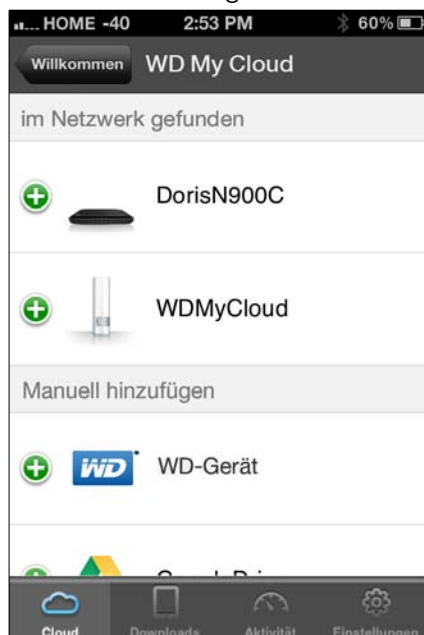 HOME -40 2:53 PM 60%
Willkommen WD My Cloud
im Netzwerk gefunden
DorisN900C
WDMyCloud
Manuell hinzufügen
WD WD-Gerät
Cloud Downloads Aktivität Einstellungen